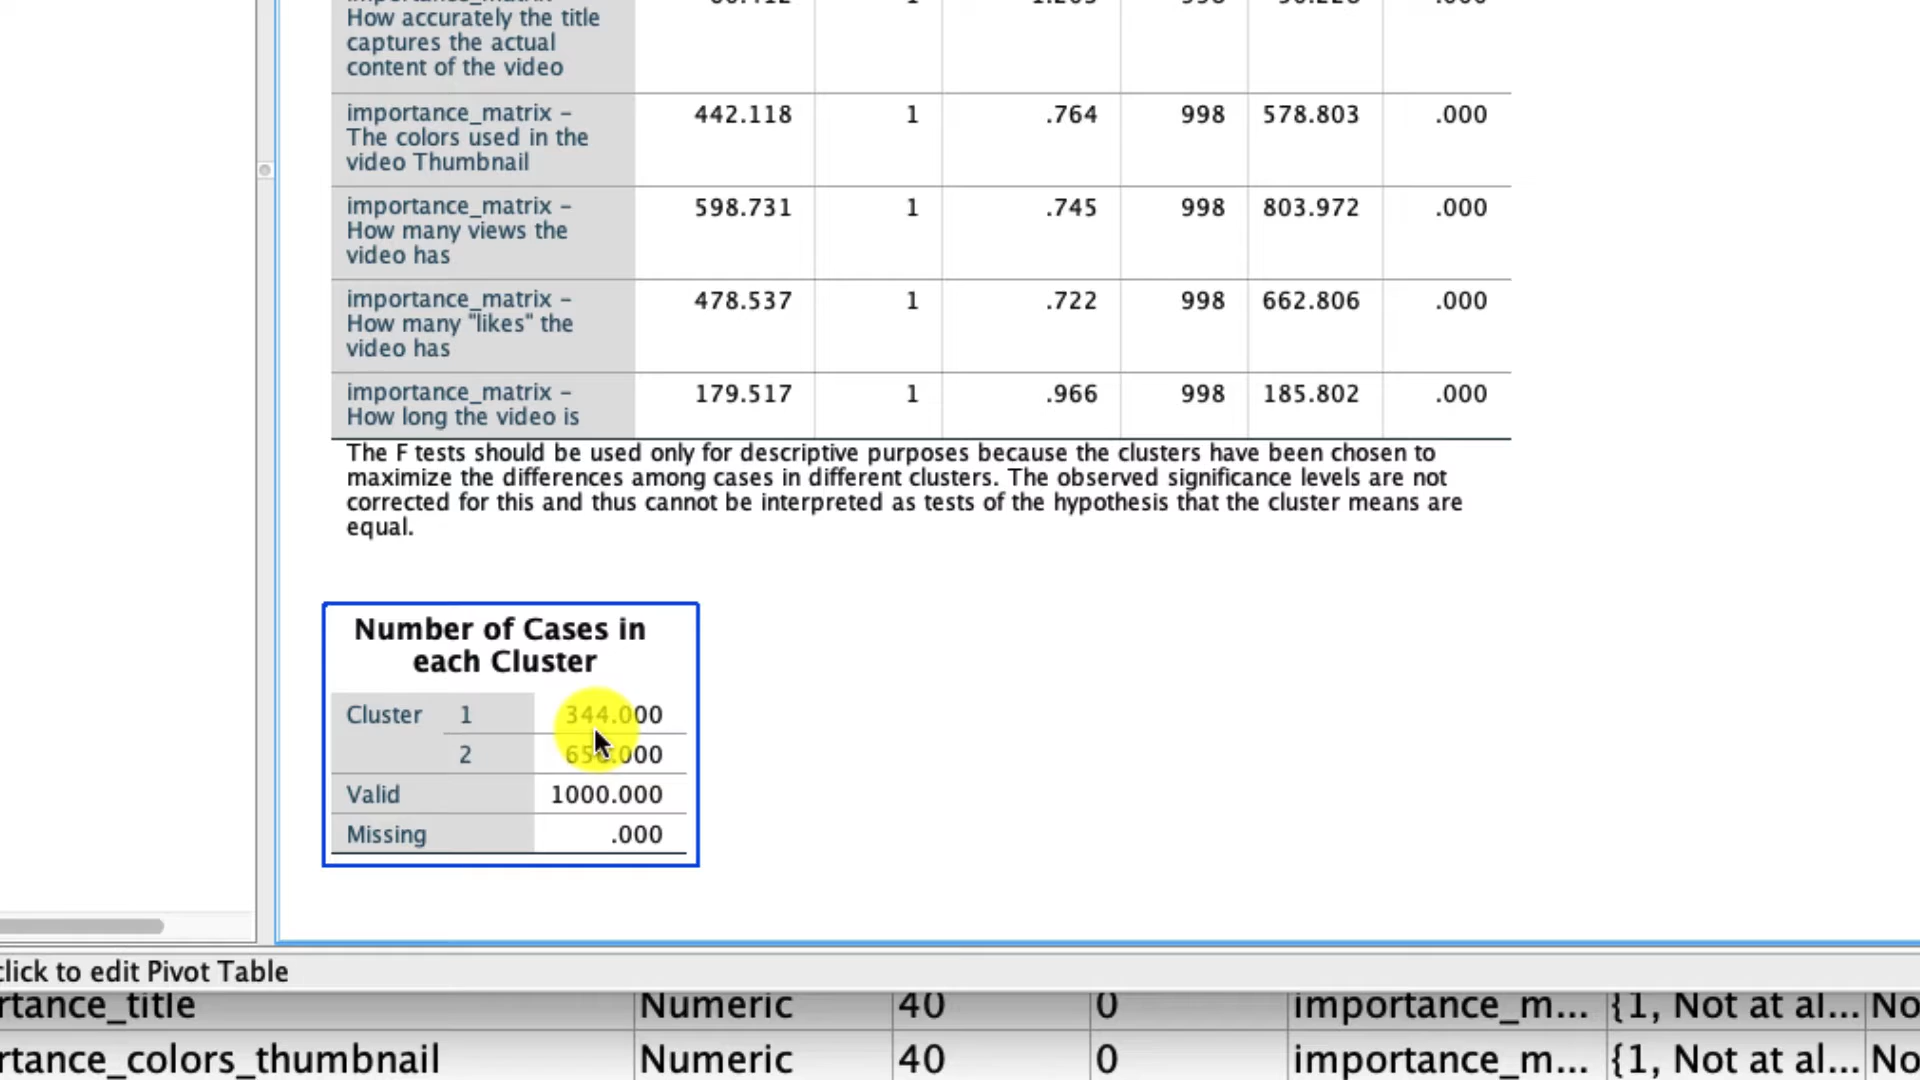 How accurately the title
captures the actual
content of the video
importance_matrix –
The colors used in the
video Thumbnail
442.118 1 .764 998 578.803 .000
importance_matrix –
How many views the
video has
598.731 1 .745 998 803.972 .000
importance_matrix –
How many "likes" the
video has
478.537 1 .722 998 662.806 .000
importance_matrix –
How long the video is
179.517 1 .966 998 185.802 .000
The F tests should be used only for descriptive purposes because the clusters have been chosen to
maximize the differences among cases in different clusters. The observed significance levels are not
corrected for this and thus cannot be interpreted as tests of the hypothesis that the cluster means are
equal.
Number of Cases in
each Cluster
Cluster 1 344.000
2
Valid 1000.000
Missing .000
click to edit Pivot Table
rtance_title Numeric 40 0 importance_m... {1, Not at al... No
rtance_colors_thumbnail Numeric 40 0 importance_m... {1, Not at al... No